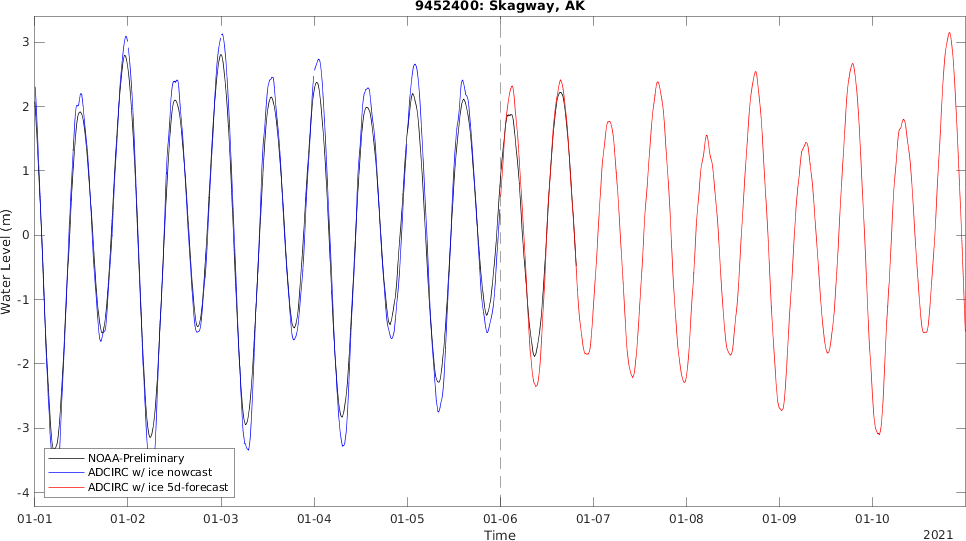 9452400: Skagway, AK
3
2
1
0
-1
-2
-3
-4
Water Level (m)
NOAA-Preliminary
ADCIRC w/ ice nowcast
ADCIRC w/ ice 5d-forecast
01-01 01-02 01-03 01-04 01-05 01-06 01-07 01-08 01-09 01-10
Time
2021